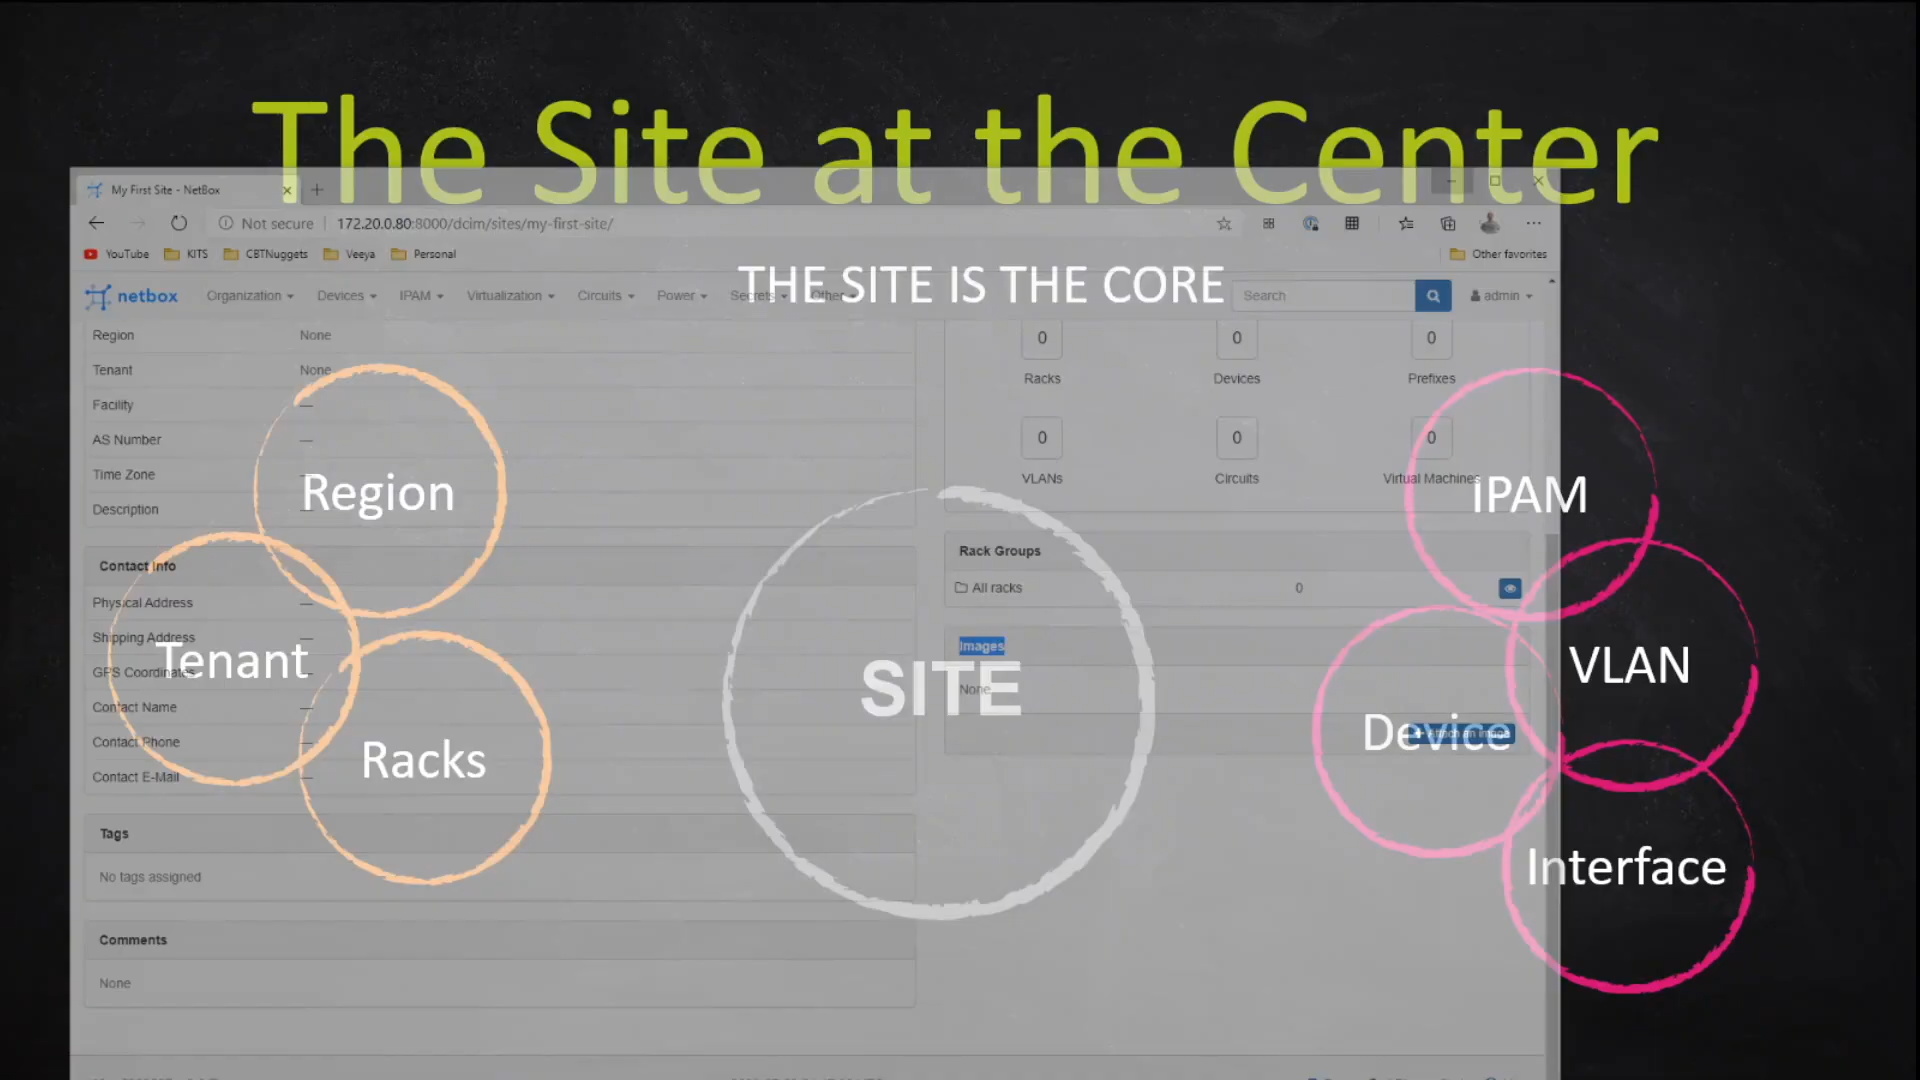 The Site at the Center
My First Site - NetBox
Not secure
172.20.0.80:8000/dcim/sites/my-first-site/
YouTube
KITS
CBTNuggets
Veeya
Personal
Other favorites
THE SITE IS THE CORE
netbox
Organization
Devices
IPAM
Virtualization
Circuits
Power
Secrets
Other
Search
admin
Region None
Tenant None
Facility —
AS Number —
Time Zone
Description
0 0 0
Racks Devices Prefixes
0 0 0
VLANs Circuits Virtual Machines
Region
IPAM
Contact Info
Physical Address —
Shipping Address —
GPS Coordinates —
Contact Name —
Contact Phone —
Contact E-Mail —
Rack Groups
All racks 0
Images
None
Attach an image
Tenant
SITE
VLAN
Device
Racks
Interface
Tags
No tags assigned
Comments
None